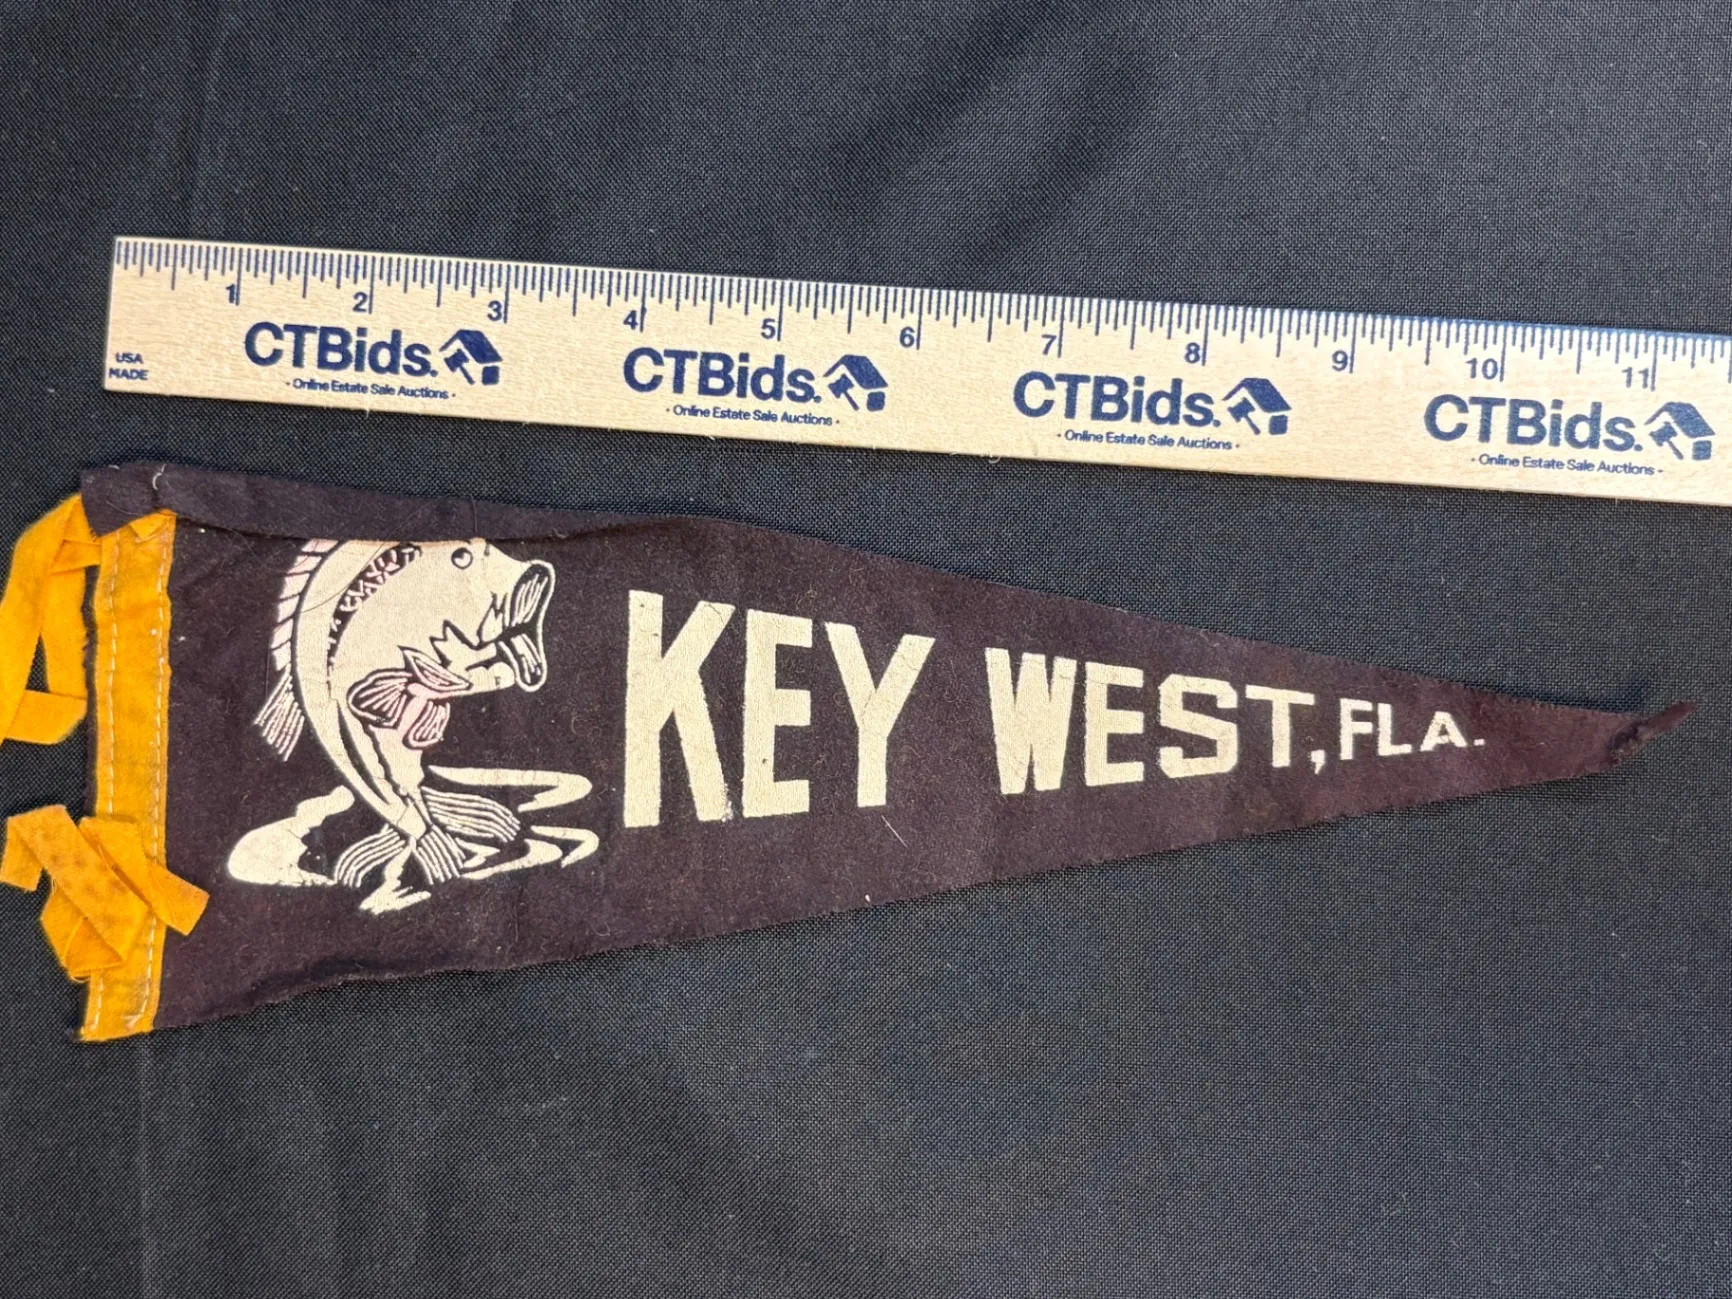 1 2 3 4 5 6 7 8 9 10 11
USA
MADE
CTBids.
- Online Estate Sale Auctions -
CTBids.
- Online Estate Sale Auctions -
CTBids.
- Online Estate Sale Auctions -
CTBids.
- Online Estate Sale Auctions -
KEY WEST, FLA.